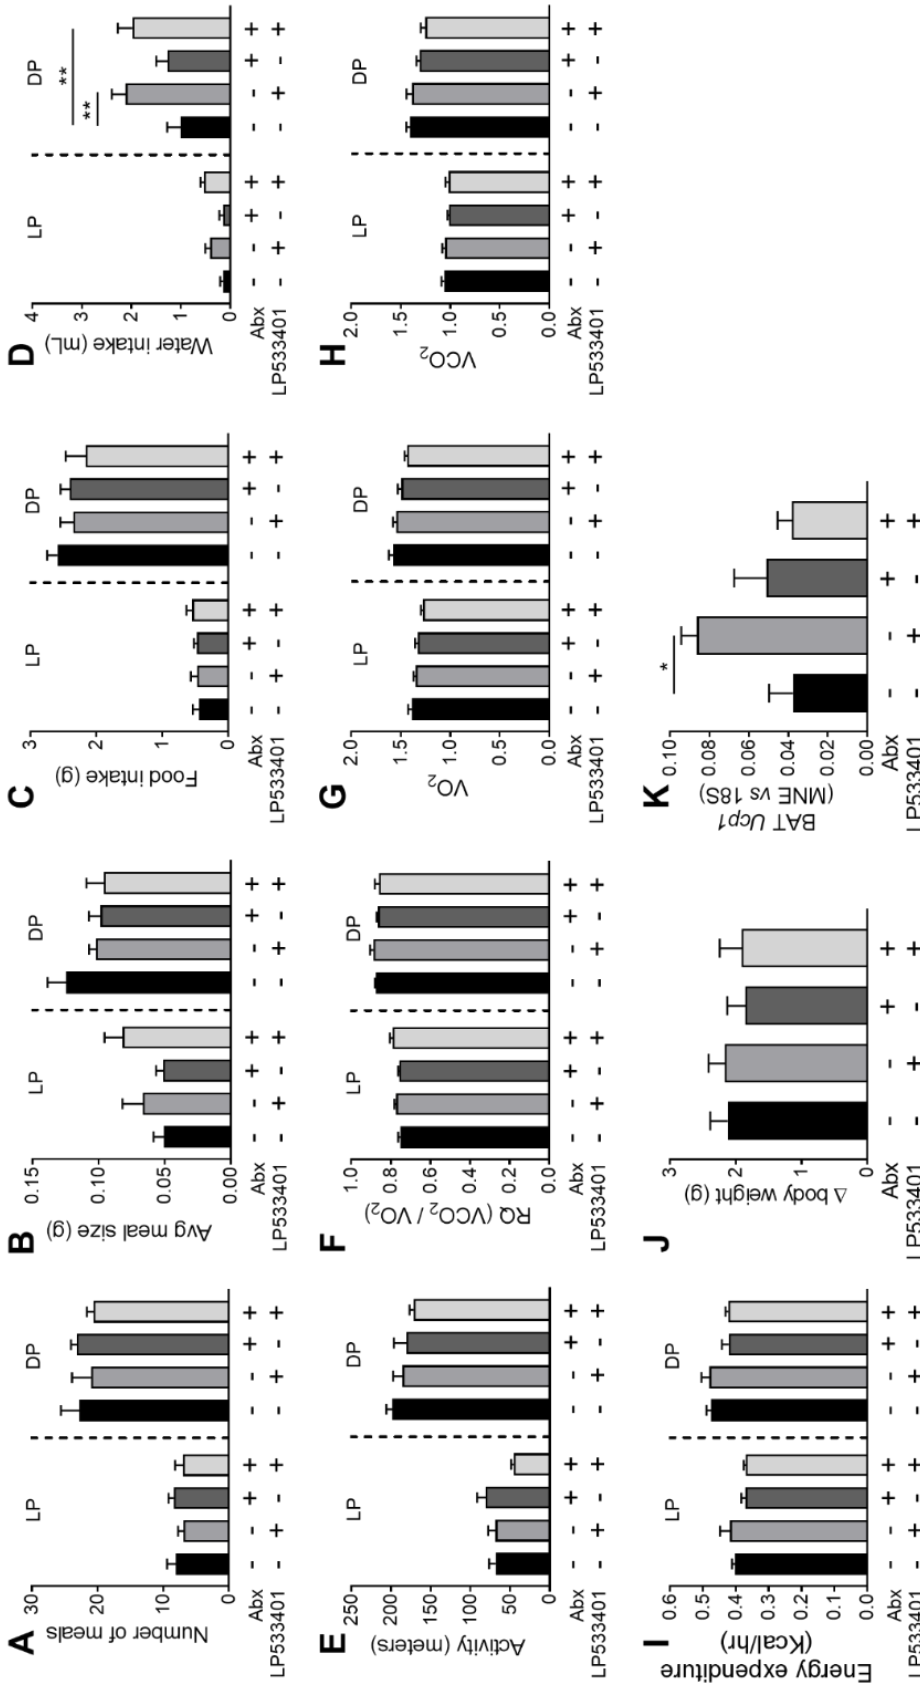 A
Number of meals
30
20
10
0
LP
DP
Abx - - + + - - + +
LP533401 - + - + - + - +
B
Avg meal size (g)
0.15
0.10
0.05
0.00
LP
DP
Abx - - + + - - + +
LP533401 - + - + - + - +
C
Food intake (g)
3
2
1
0
LP
DP
Abx - - + + - - + +
LP533401 - + - + - + - +
D
Water intake (mL)
4
3
2
1
0
LP
DP
**
**
Abx - - + + - - + +
LP533401 - + - + - + - +
E
Activity (meters)
250
200
150
100
50
0
LP
DP
Abx - - + + - - + +
LP533401 - + - + - + - +
F
RQ (VCO2 / VO2)
1.0
0.8
0.6
0.4
0.2
0.0
LP
DP
Abx - - + + - - + +
LP533401 - + - + - + - +
G
VO2
2.0
1.5
1.0
0.5
0.0
LP
DP
Abx - - + + - - + +
LP533401 - + - + - + - +
H
VCO2
2.0
1.5
1.0
0.5
0.0
LP
DP
Abx - - + + - - + +
LP533401 - + - + - + - +
I
Energy expenditure
(Kcal/hr)
0.6
0.5
0.4
0.3
0.2
0.1
0.0
LP
DP
Abx - - + + - - + +
LP533401 - + - + - + - +
J
Δ body weight (g)
3
2
1
0
Abx - - + +
LP533401 - + - +
K
BAT Ucp1
(MNE vs 18S)
0.10
0.08
0.06
0.04
0.02
0.00
*
Abx - - + +
LP533401 - + - +